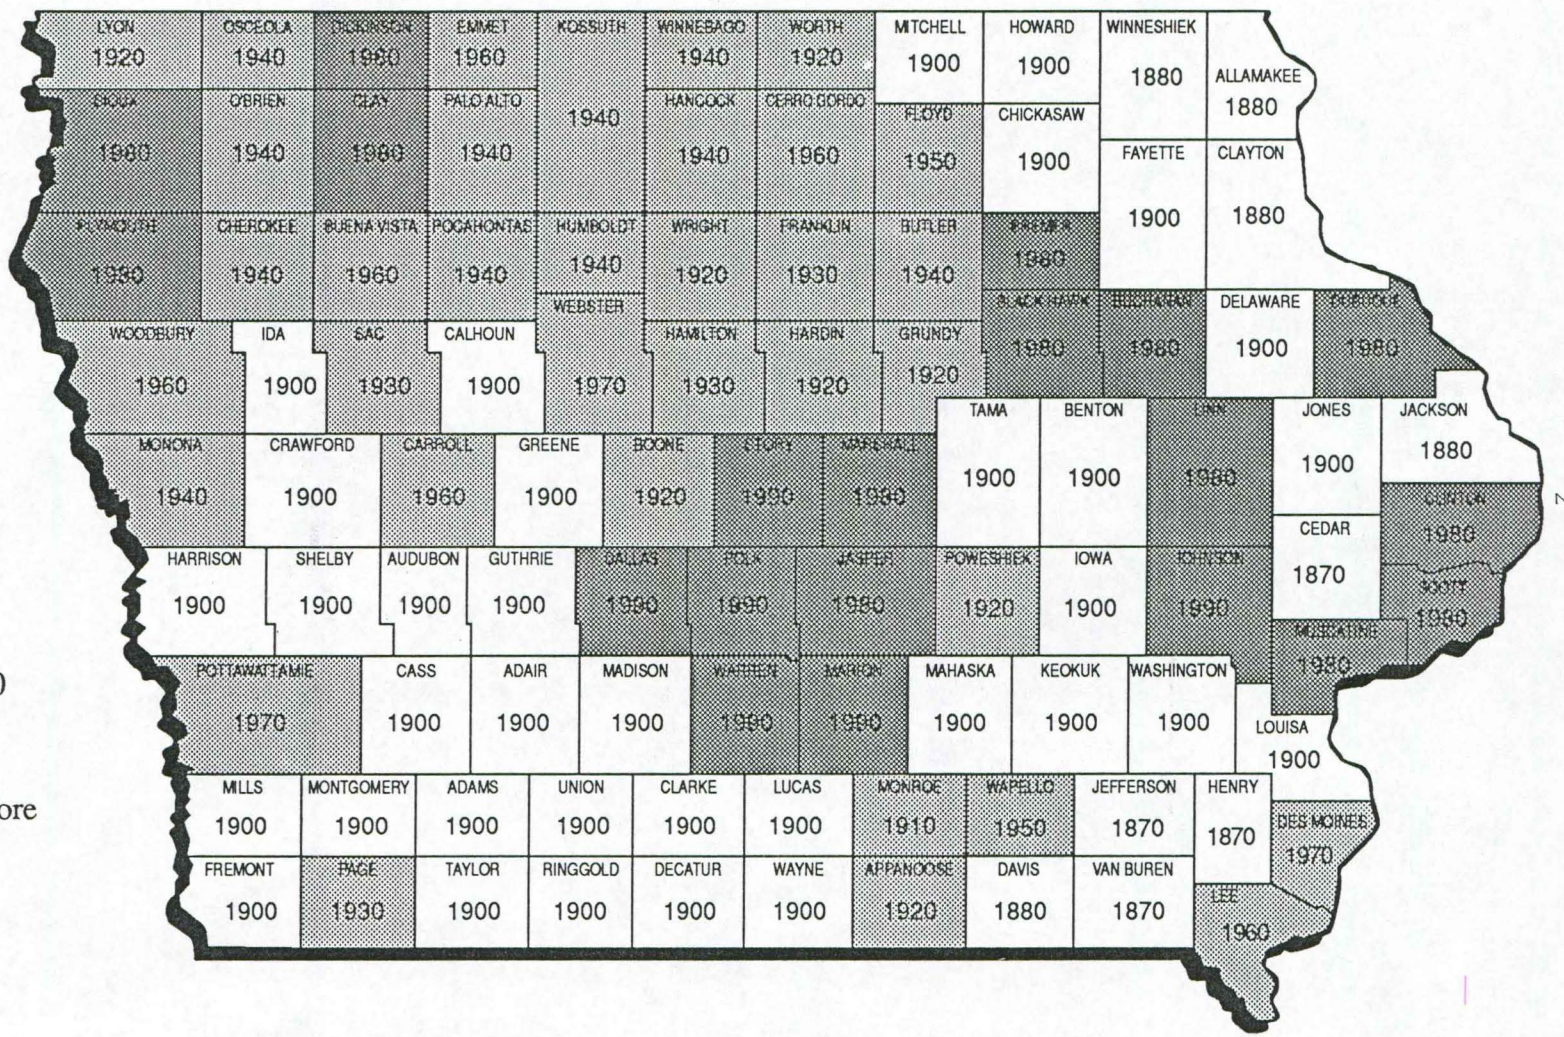 LYON OSCEOLA DICKINSON EMMET KOSSUTH WINNEBAGO WORTH MITCHELL HOWARD WINNESHIEK
1920 1940 1980 1960 1940 1920 1900 1900 1880
ALLAMAKEE
1880
SIOUX O'BRIEN CLAY PALO ALTO 1940 HANCOCK CERRO GORDO FLOYD CHICKASAW
1980 1940 1980 1940 1940 1960 1950 1900
FAYETTE CLAYTON
1900 1880
PLYMOUTH CHEROKEE BUENA VISTA POCAHONTAS HUMBOLDT WRIGHT FRANKLIN BUTLER BREMER
1980 1940 1960 1940 1940 1920 1930 1940 1980
WEBSTER BLACK HAWK BUCHANAN DELAWARE DUBUQUE
1980 1980 1900 1980
WOODBURY IDA SAC CALHOUN HAMILTON HARDIN GRUNDY
1960 1900 1930 1900 1970 1930 1920 1920
TAMA BENTON LINN JONES JACKSON
1900 1900 1980 1900 1880
MONONA CRAWFORD CARROLL GREENE BOONE STORY MARSHALL
1940 1900 1960 1900 1920 1990 1980
CLINTON
1980
CEDAR
1870
HARRISON SHELBY AUDUBON GUTHRIE DALLAS POLK JASPER POWESHIEK IOWA JOHNSON
1900 1900 1900 1900 1990 1990 1980 1920 1900 1990
SCOTT
1980
MUSCATINE
1980
POTTAWATTAMIE CASS ADAIR MADISON WARREN MARION MAHASKA KEOKUK WASHINGTON
1970 1900 1900 1900 1990 1990 1900 1900 1900
LOUISA
1900
MILLS MONTGOMERY ADAMS UNION CLARKE LUCAS MONROE WAPELLO JEFFERSON HENRY
1900 1900 1900 1900 1900 1900 1910 1950 1870 1870
DES MOINES
1970
FREMONT PAGE TAYLOR RINGGOLD DECATUR WAYNE APPANOOSE DAVIS VAN BUREN
1900 1930 1900 1900 1900 1900 1920 1880 1870
LEE
1960